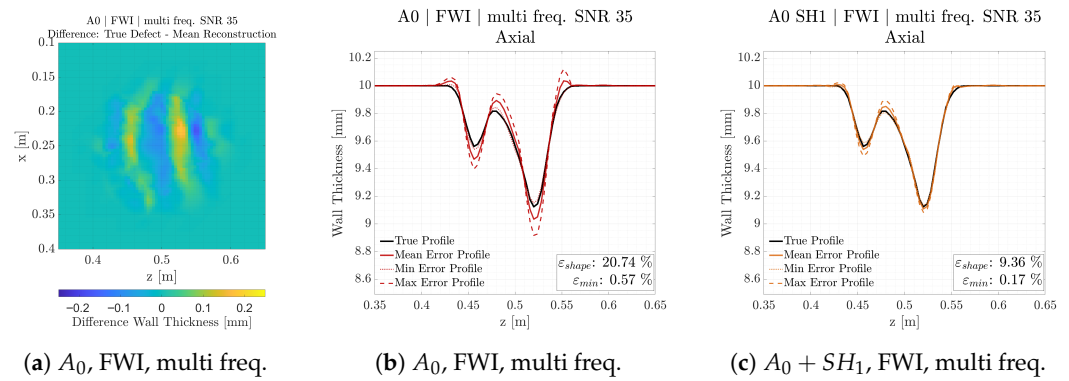 A0 | FWI | multi freq. SNR 35
Difference: True Defect - Mean Reconstruction
0.1
0.15
0.2
0.25
0.3
0.35
0.4
x [m]
0.4 0.5 0.6
z [m]
-0.2 -0.1 0 0.1 0.2
Difference Wall Thickness [mm]
(a) A0, FWI, multi freq.
A0 | FWI | multi freq. SNR 35
Axial
10.2
10
9.8
9.6
9.4
9.2
9
8.8
8.6
Wall Thickness [mm]
True Profile
Mean Error Profile
Min Error Profile
Max Error Profile
εshape: 20.74 %
εmin: 0.57 %
0.35 0.4 0.45 0.5 0.55 0.6 0.65
z [m]
(b) A0, FWI, multi freq.
A0 SH1 | FWI | multi freq. SNR 35
Axial
10.2
10
9.8
9.6
9.4
9.2
9
8.8
8.6
Wall Thickness [mm]
True Profile
Mean Error Profile
Min Error Profile
Max Error Profile
εshape: 9.36 %
εmin: 0.17 %
0.35 0.4 0.45 0.5 0.55 0.6 0.65
z [m]
(c) A0 + SH1, FWI, multi freq.